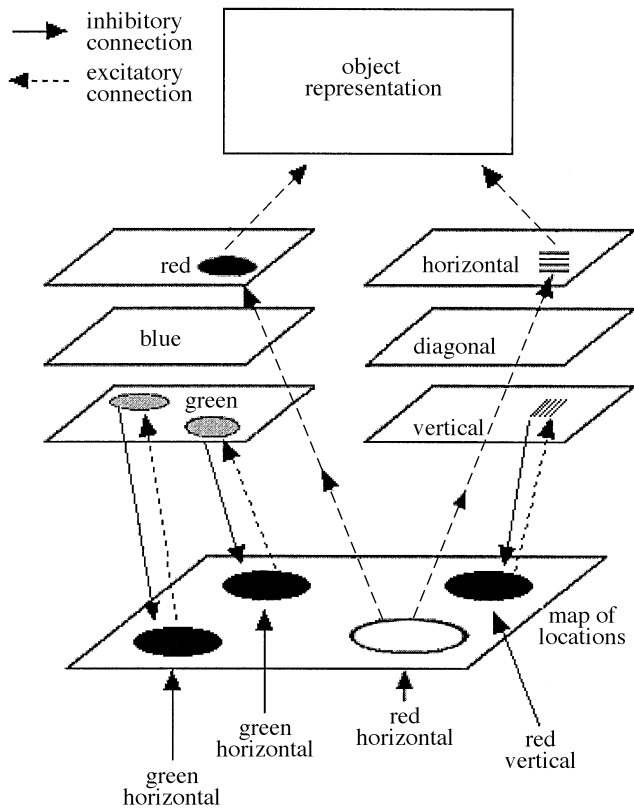 inhibitory
connection
excitatory
connection
object
representation
red
horizontal
blue
diagonal
green
vertical
map of
locations
green
horizontal
green
horizontal
red
horizontal
red
vertical